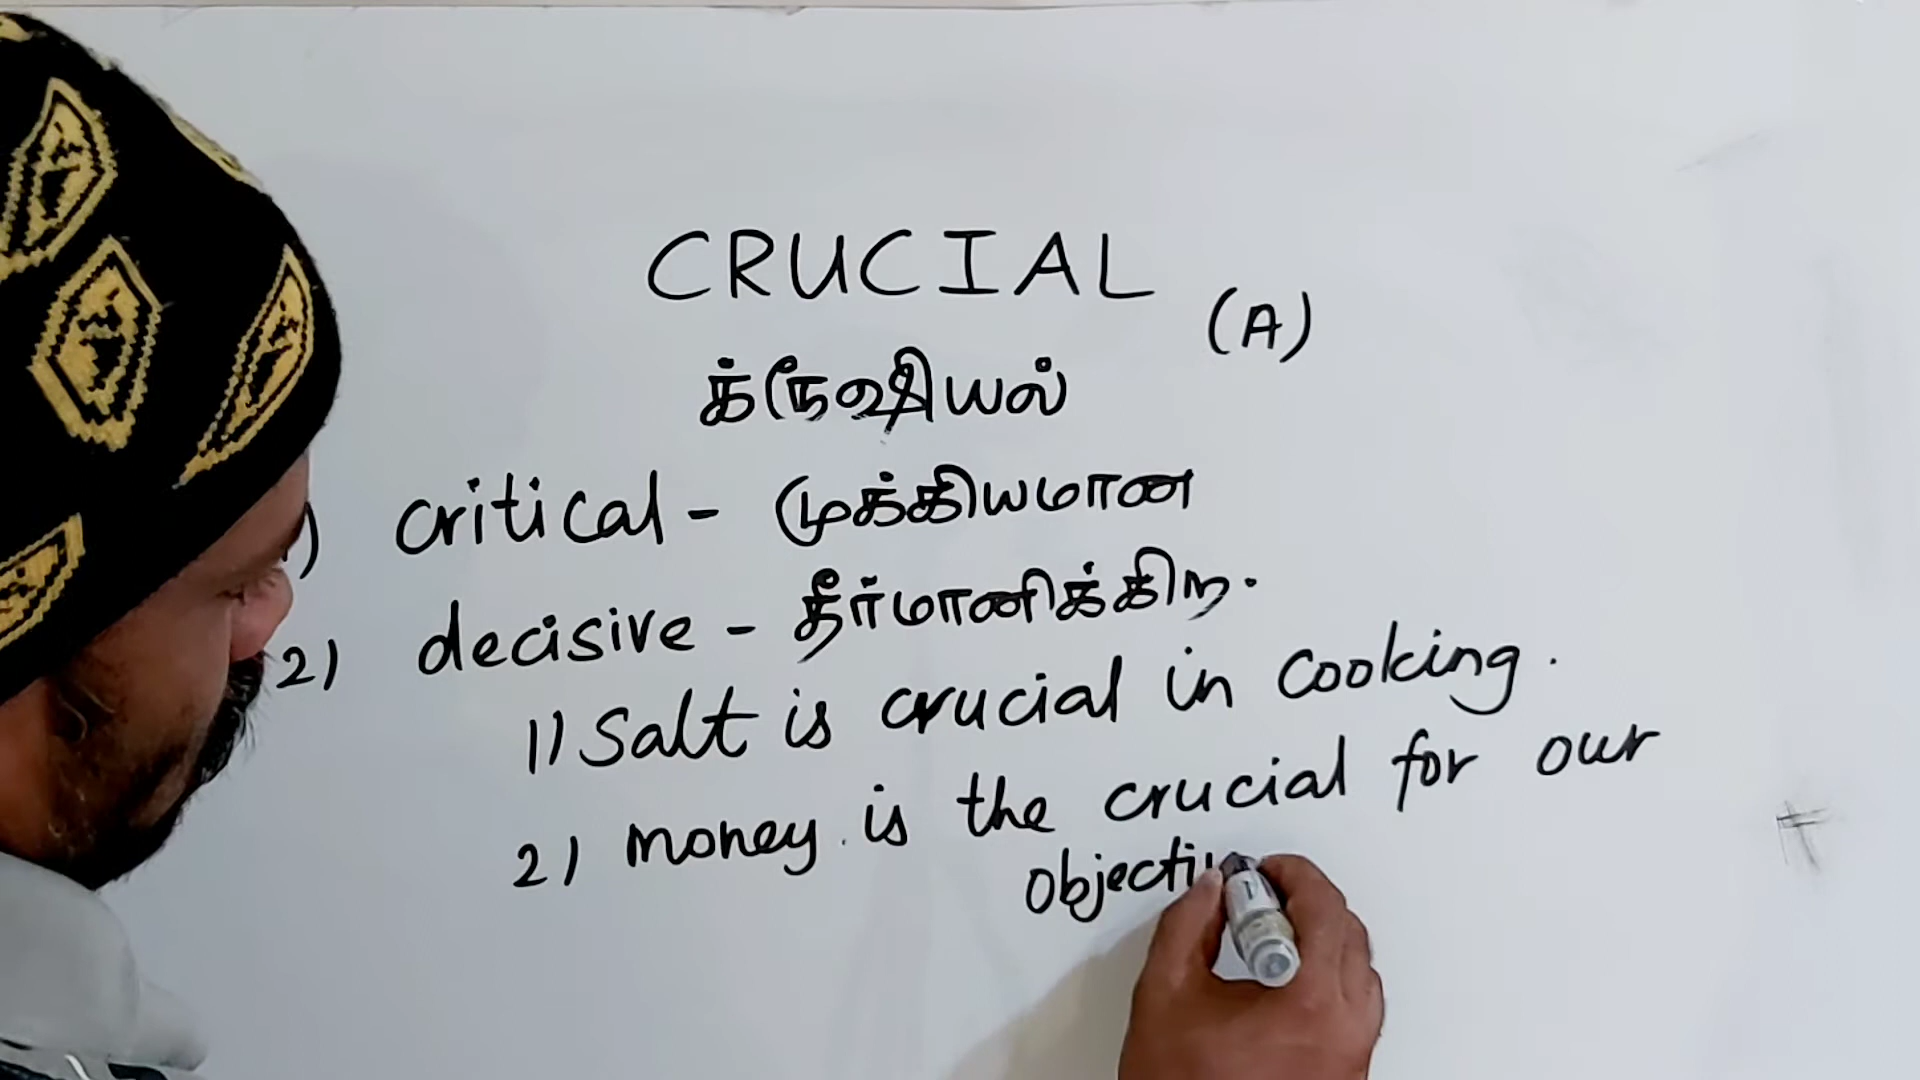 CRUCIAL
(A)
க்ரூஷியல்
) critical - முக்கியமான
2) decisive - தீர்மானிக்கிற.
1) Salt is crucial in cooking.
2) money is the crucial for our
objectiv